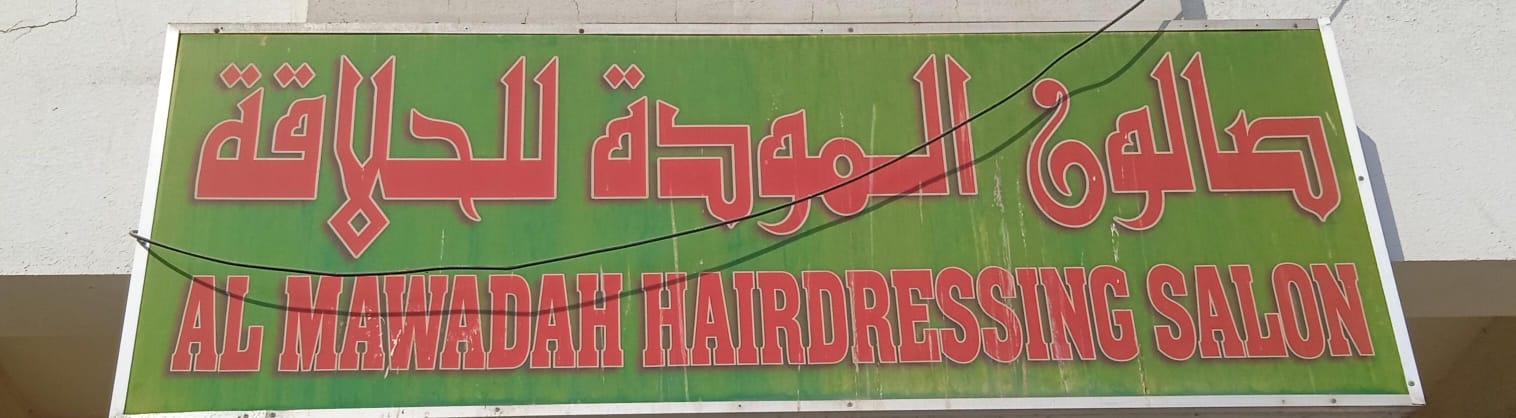 صالون المودة للحلاقة
AL MAWADAH HAIRDRESSING SALON